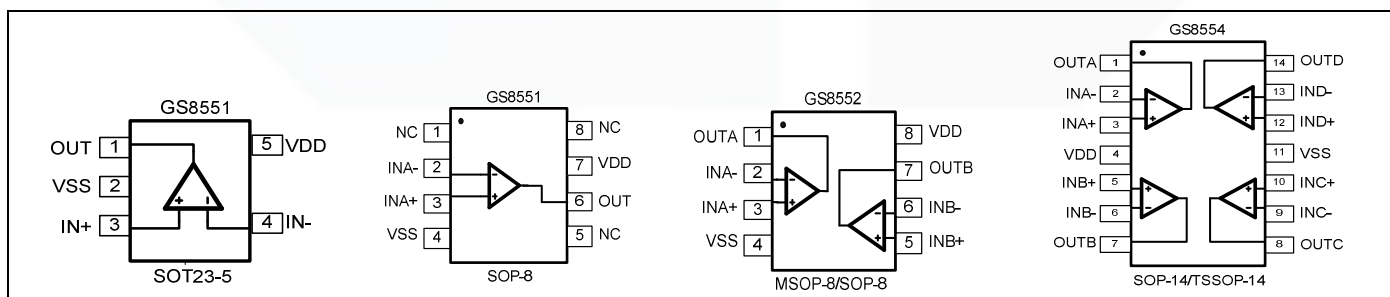 GS8551
OUT 1 5 VDD
VSS 2
IN+ 3 4 IN-
+ -
SOT23-5
GS8551
NC 1 8 NC
INA- 2 7 VDD
INA+ 3 6 OUT
VSS 4 5 NC
- +
SOP-8
GS8552
OUTA 1 8 VDD
INA- 2 7 OUTB
INA+ 3 6 INB-
VSS 4 5 INB+
- +
- +
MSOP-8/SOP-8
GS8554
OUTA 1 14 OUTD
INA- 2 13 IND-
INA+ 3 12 IND+
VDD 4 11 VSS
INB+ 5 10 INC+
INB- 6 9 INC-
OUTB 7 8 OUTC
- +
- +
+ -
+ -
SOP-14/TSSOP-14